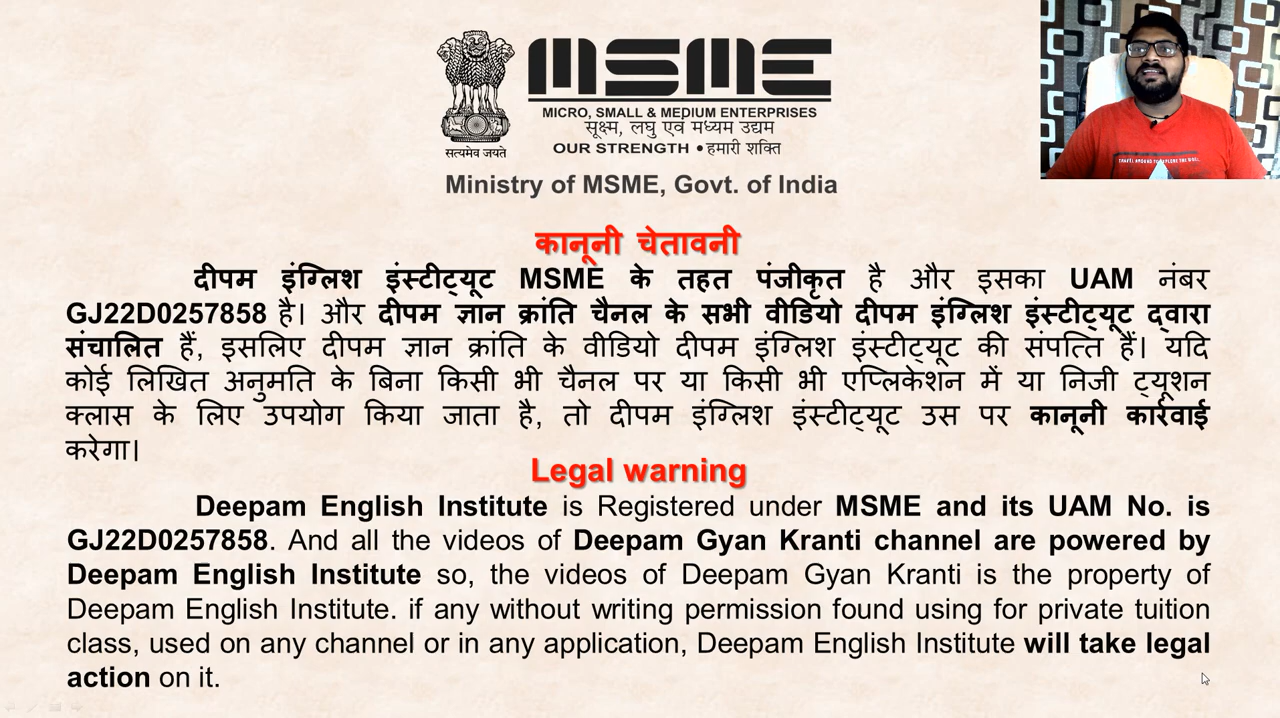 MSME
MICRO, SMALL & MEDIUM ENTERPRISES
सूक्ष्म, लघु एवं मध्यम उद्यम
सत्यमेव जयते
OUR STRENGTH • हमारी शक्ति
Ministry of MSME, Govt. of India
कानूनी चेतावनी
दीपम इंग्लिश इंस्टीट्यूट MSME के तहत पंजीकृत है और इसका UAM नंबर
GJ22D0257858 है। और दीपम ज्ञान क्रांति चैनल के सभी वीडियो दीपम इंग्लिश इंस्टीट्यूट द्वारा
संचालित हैं, इसलिए दीपम ज्ञान क्रांति के वीडियो दीपम इंग्लिश इंस्टीट्यूट की संपत्ति हैं। यदि
कोई लिखित अनुमति के बिना किसी भी चैनल पर या किसी भी एप्लिकेशन में या निजी ट्यूशन
क्लास के लिए उपयोग किया जाता है, तो दीपम इंग्लिश इंस्टीट्यूट उस पर कानूनी कार्रवाई
करेगा।
Legal warning
Deepam English Institute is Registered under MSME and its UAM No. is
GJ22D0257858. And all the videos of Deepam Gyan Kranti channel are powered by
Deepam English Institute so, the videos of Deepam Gyan Kranti is the property of
Deepam English Institute. if any without writing permission found using for private tuition
class, used on any channel or in any application, Deepam English Institute will take legal
action on it.